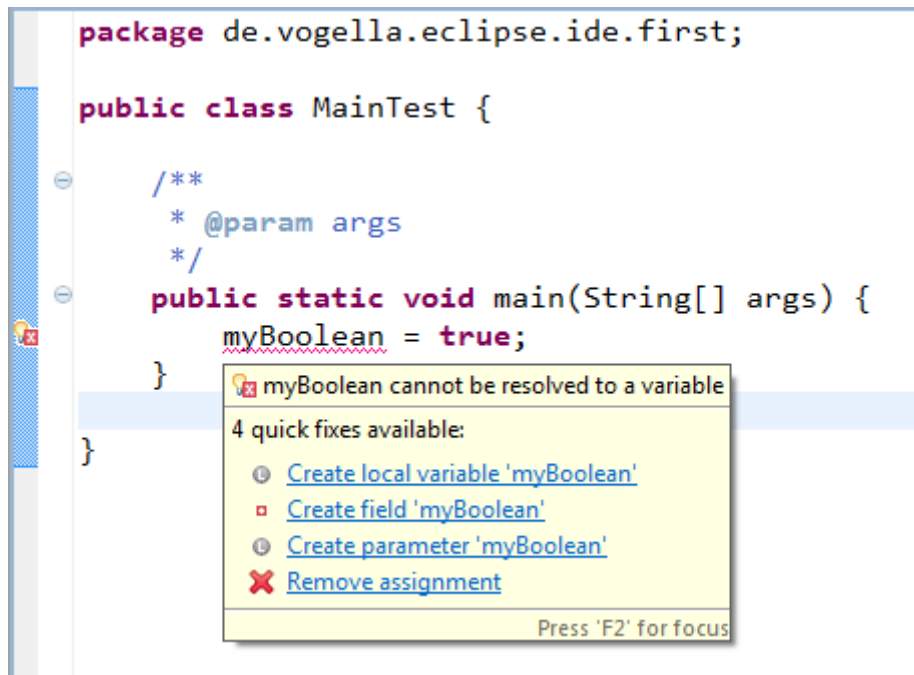 package de.vogella.eclipse.ide.first;
public class MainTest {
/**
* @param args
*/
public static void main(String[] args) {
myBoolean = true;
}
myBoolean cannot be resolved to a variable
4 quick fixes available:
Create local variable 'myBoolean'
Create field 'myBoolean'
Create parameter 'myBoolean'
Remove assignment
Press 'F2' for focus
}